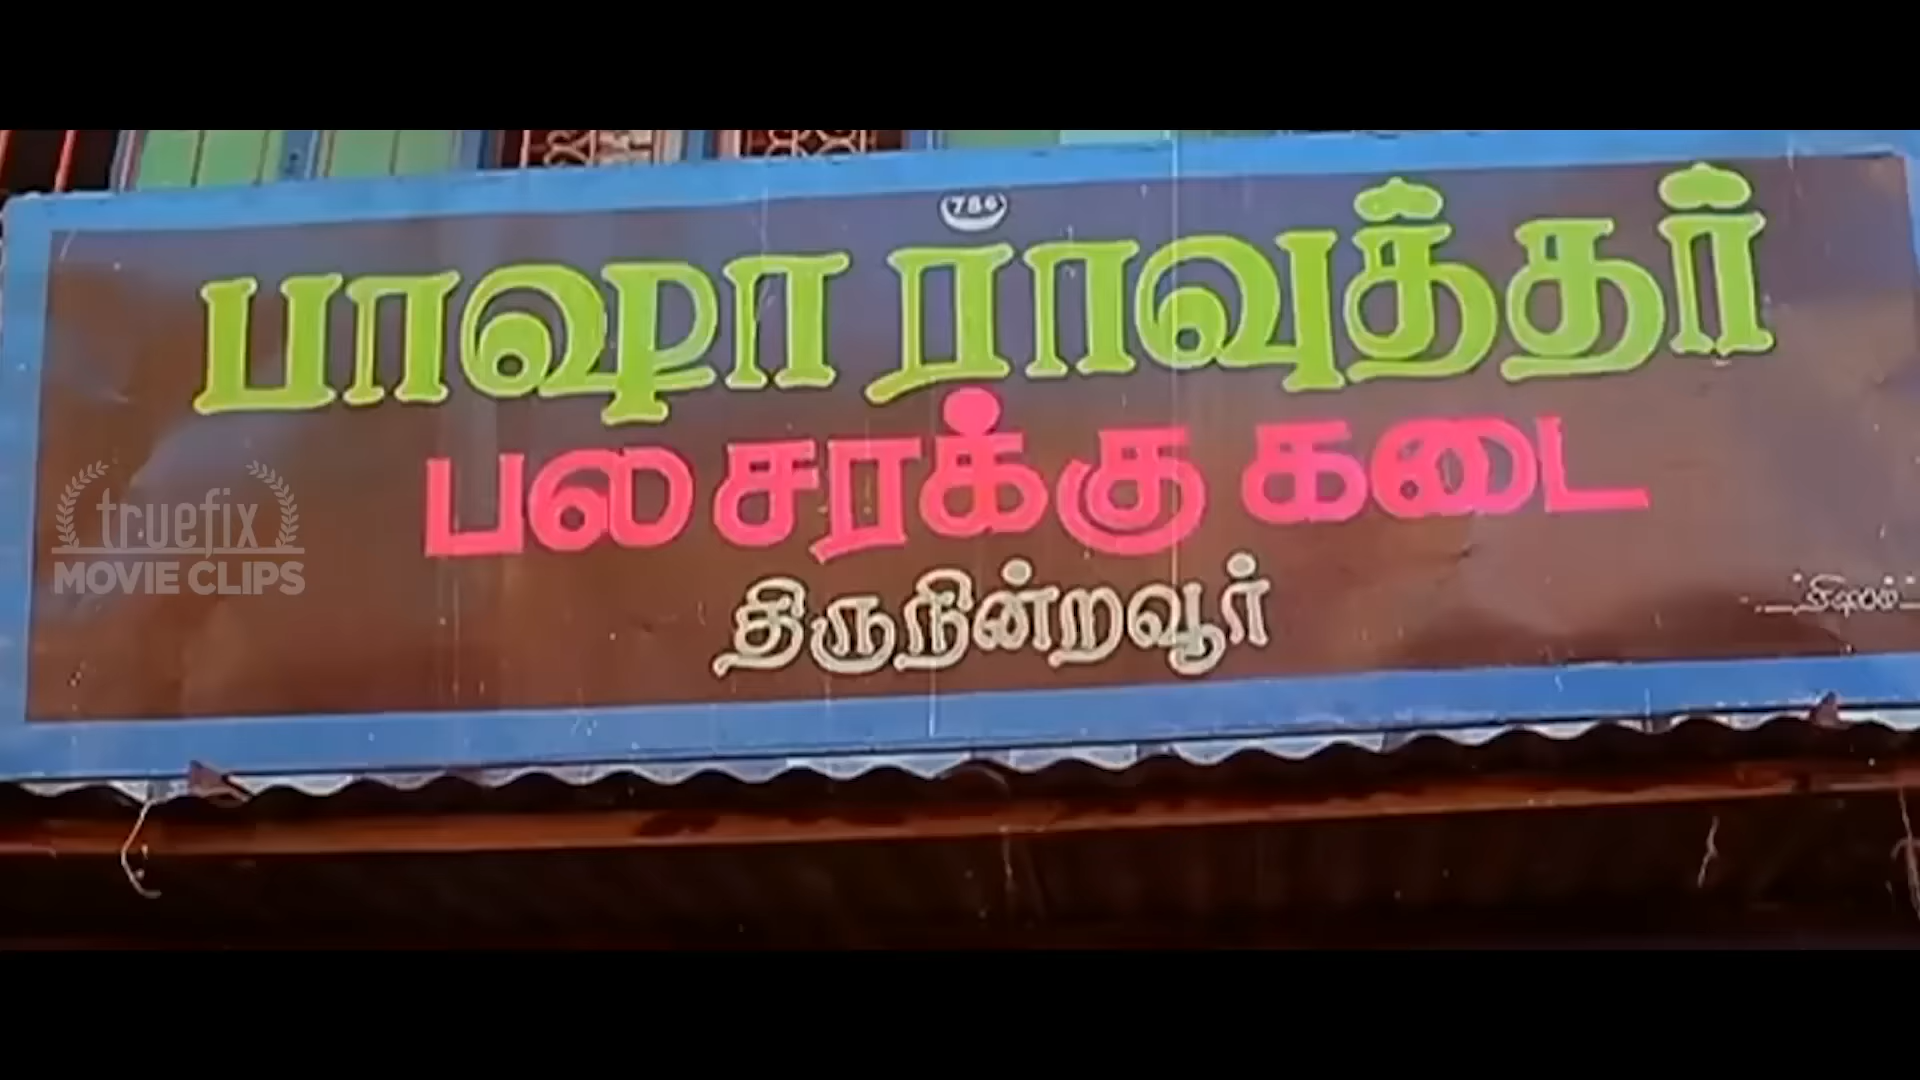 786
பாஷா ராவுத்தர்
பலசரக்கு கடை
திருநின்றவூர்
truefix
MOVIE CLIPS